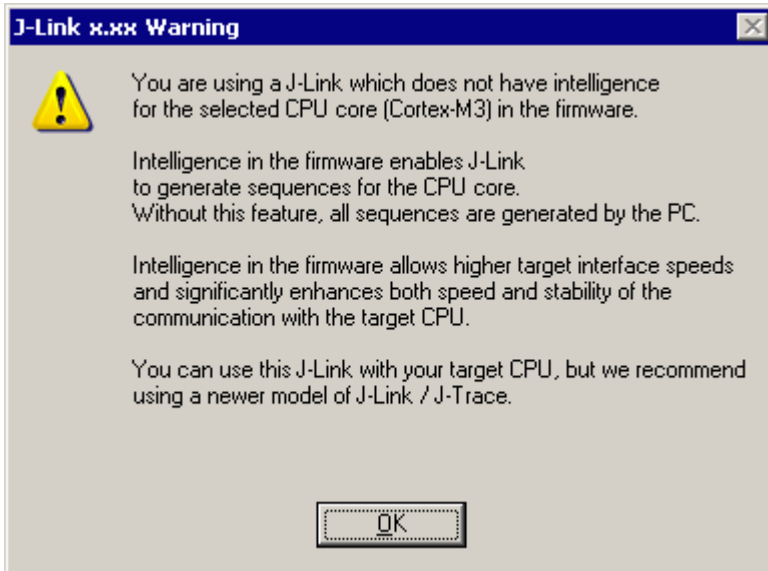 J-Link x.xx Warning
You are using a J-Link which does not have intelligence
for the selected CPU core (Cortex-M3) in the firmware.
Intelligence in the firmware enables J-Link
to generate sequences for the CPU core.
Without this feature, all sequences are generated by the PC.
Intelligence in the firmware allows higher target interface speeds
and significantly enhances both speed and stability of the
communication with the target CPU.
You can use this J-Link with your target CPU, but we recommend
using a newer model of J-Link / J-Trace.
OK